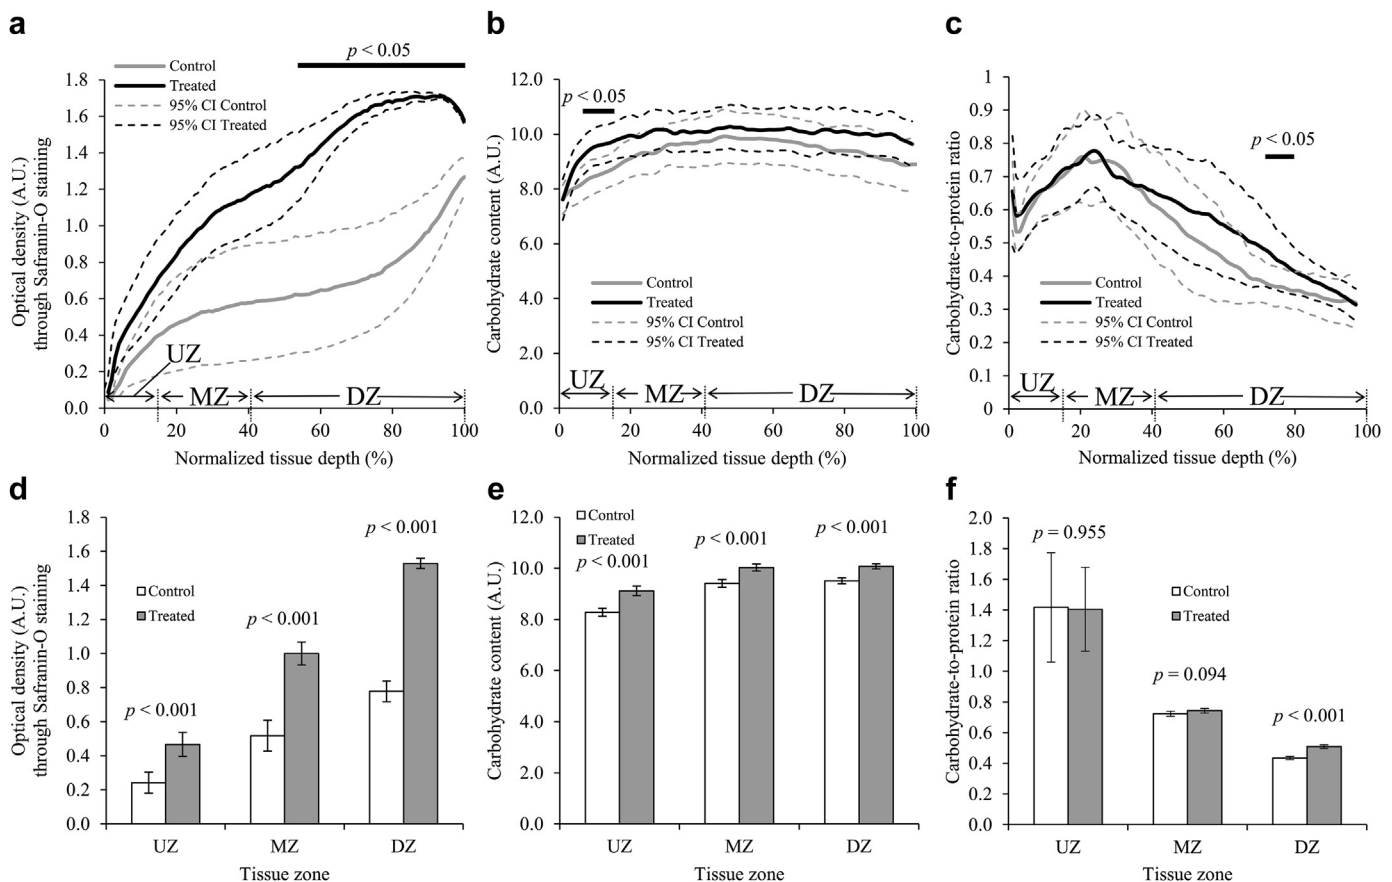 a
Optical density (A.U.)
through Safranin-O staining
1.8
1.6
1.4
1.2
1.0
0.8
0.6
0.4
0.2
0.0
Control
Treated
95% CI Control
95% CI Treated
p < 0.05
UZ
MZ
DZ
0 20 40 60 80 100
Normalized tissue depth (%)
b
Carbohydrate content (A.U.)
12.0
10.0
8.0
6.0
4.0
2.0
0.0
p < 0.05
Control
Treated
95% CI Control
95% CI Treated
UZ
MZ
DZ
0 20 40 60 80 100
Normalized tissue depth (%)
c
Carbohydrate-to-protein ratio
1
0.9
0.8
0.7
0.6
0.5
0.4
0.3
0.2
0.1
0
p < 0.05
Control
Treated
95% CI Control
95% CI Treated
UZ
MZ
DZ
0 20 40 60 80 100
Normalized tissue depth (%)
d
Optical density (A.U.)
through Safranin-O staining
1.8
1.6
1.4
1.2
1.0
0.8
0.6
0.4
0.2
0.0
Control
Treated
p < 0.001
p < 0.001
p < 0.001
UZ MZ DZ
Tissue zone
e
Carbohydrate content (A.U.)
12.0
10.0
8.0
6.0
4.0
2.0
0.0
Control
Treated
p < 0.001
p < 0.001
p < 0.001
UZ MZ DZ
Tissue zone
f
Carbohydrate-to-protein ratio
2.0
1.8
1.6
1.4
1.2
1.0
0.8
0.6
0.4
0.2
0.0
p = 0.955
Control
Treated
p = 0.094
p < 0.001
UZ MZ DZ
Tissue zone